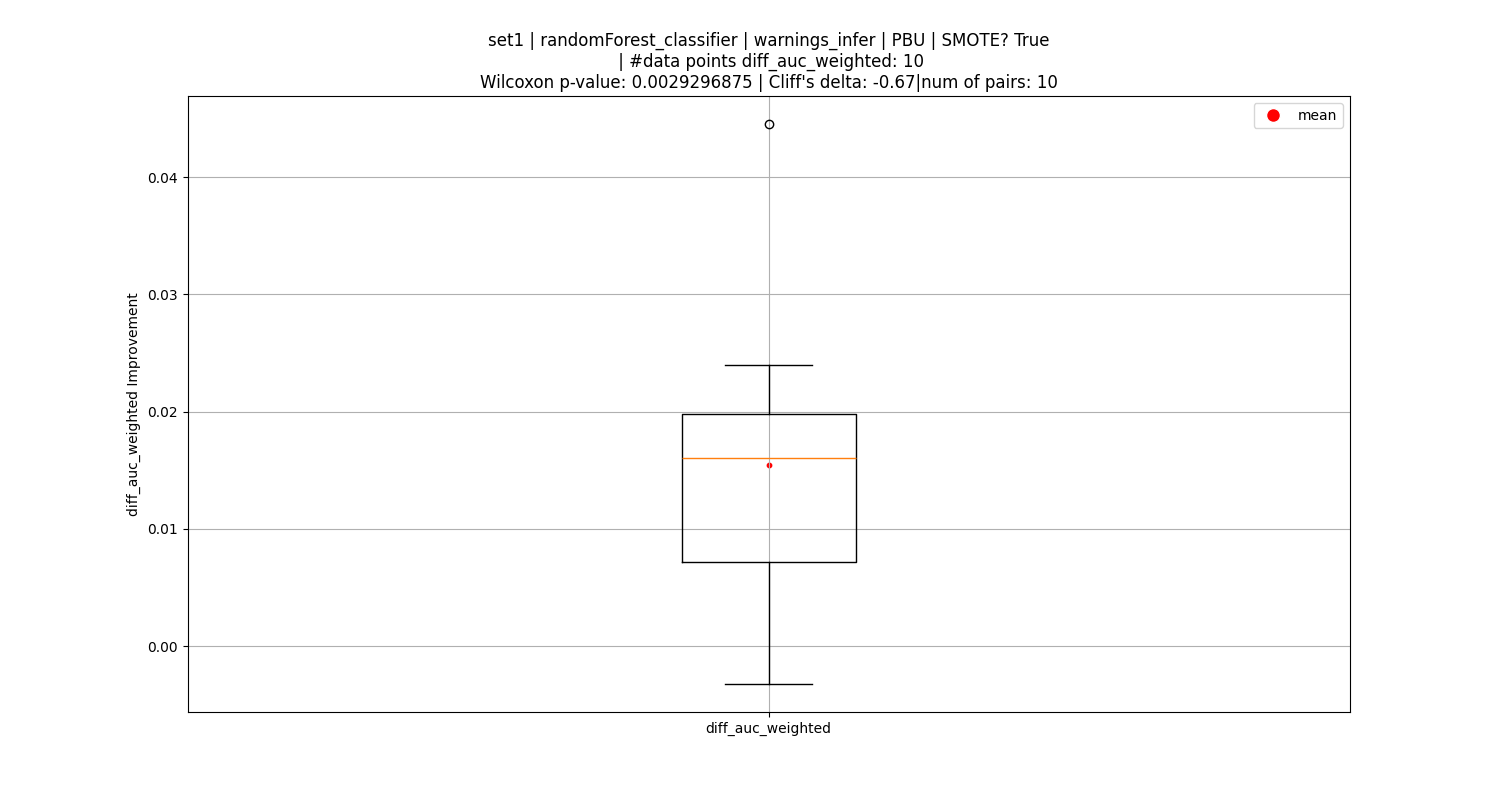 set1 | randomForest_classifier | warnings_infer | PBU | SMOTE? True
| #data points diff_auc_weighted: 10
Wilcoxon p-value: 0.0029296875 | Cliff's delta: -0.67|num of pairs: 10
mean
0.04
0.03
0.02
0.01
0.00
diff_auc_weighted Improvement
diff_auc_weighted